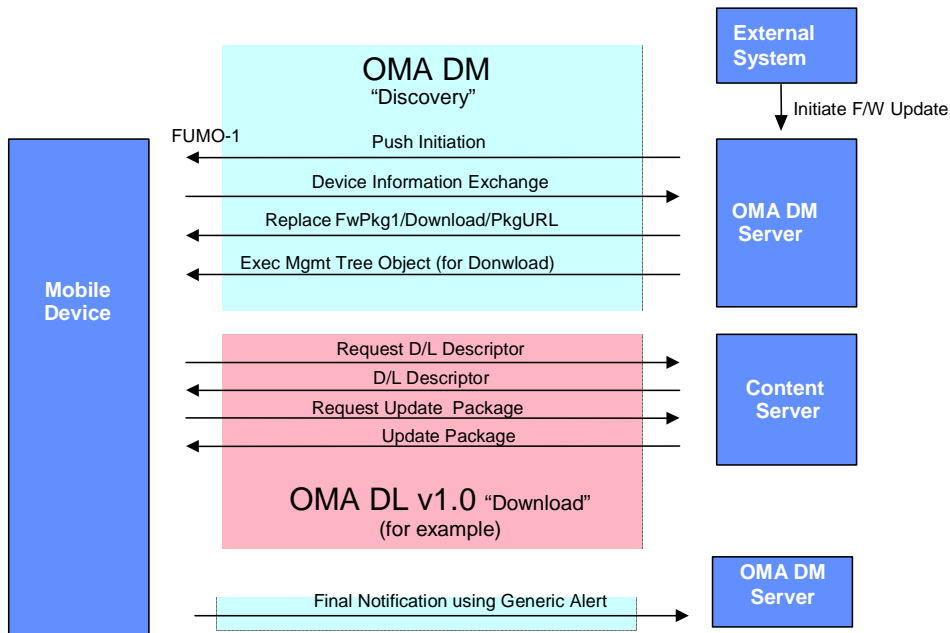 External
System
OMA DM
“Discovery”
Initiate F/W Update
FUMO-1
Push Initiation
Device Information Exchange
OMA DM
Server
Replace FwPkg1/Download/PkgURL
Exec Mgmt Tree Object (for Donwload)
Mobile
Device
Request D/L Descriptor
D/L Descriptor
Content
Server
Request Update Package
Update Package
OMA DL v1.0 “Download”
(for example)
OMA DM
Server
Final Notification using Generic Alert